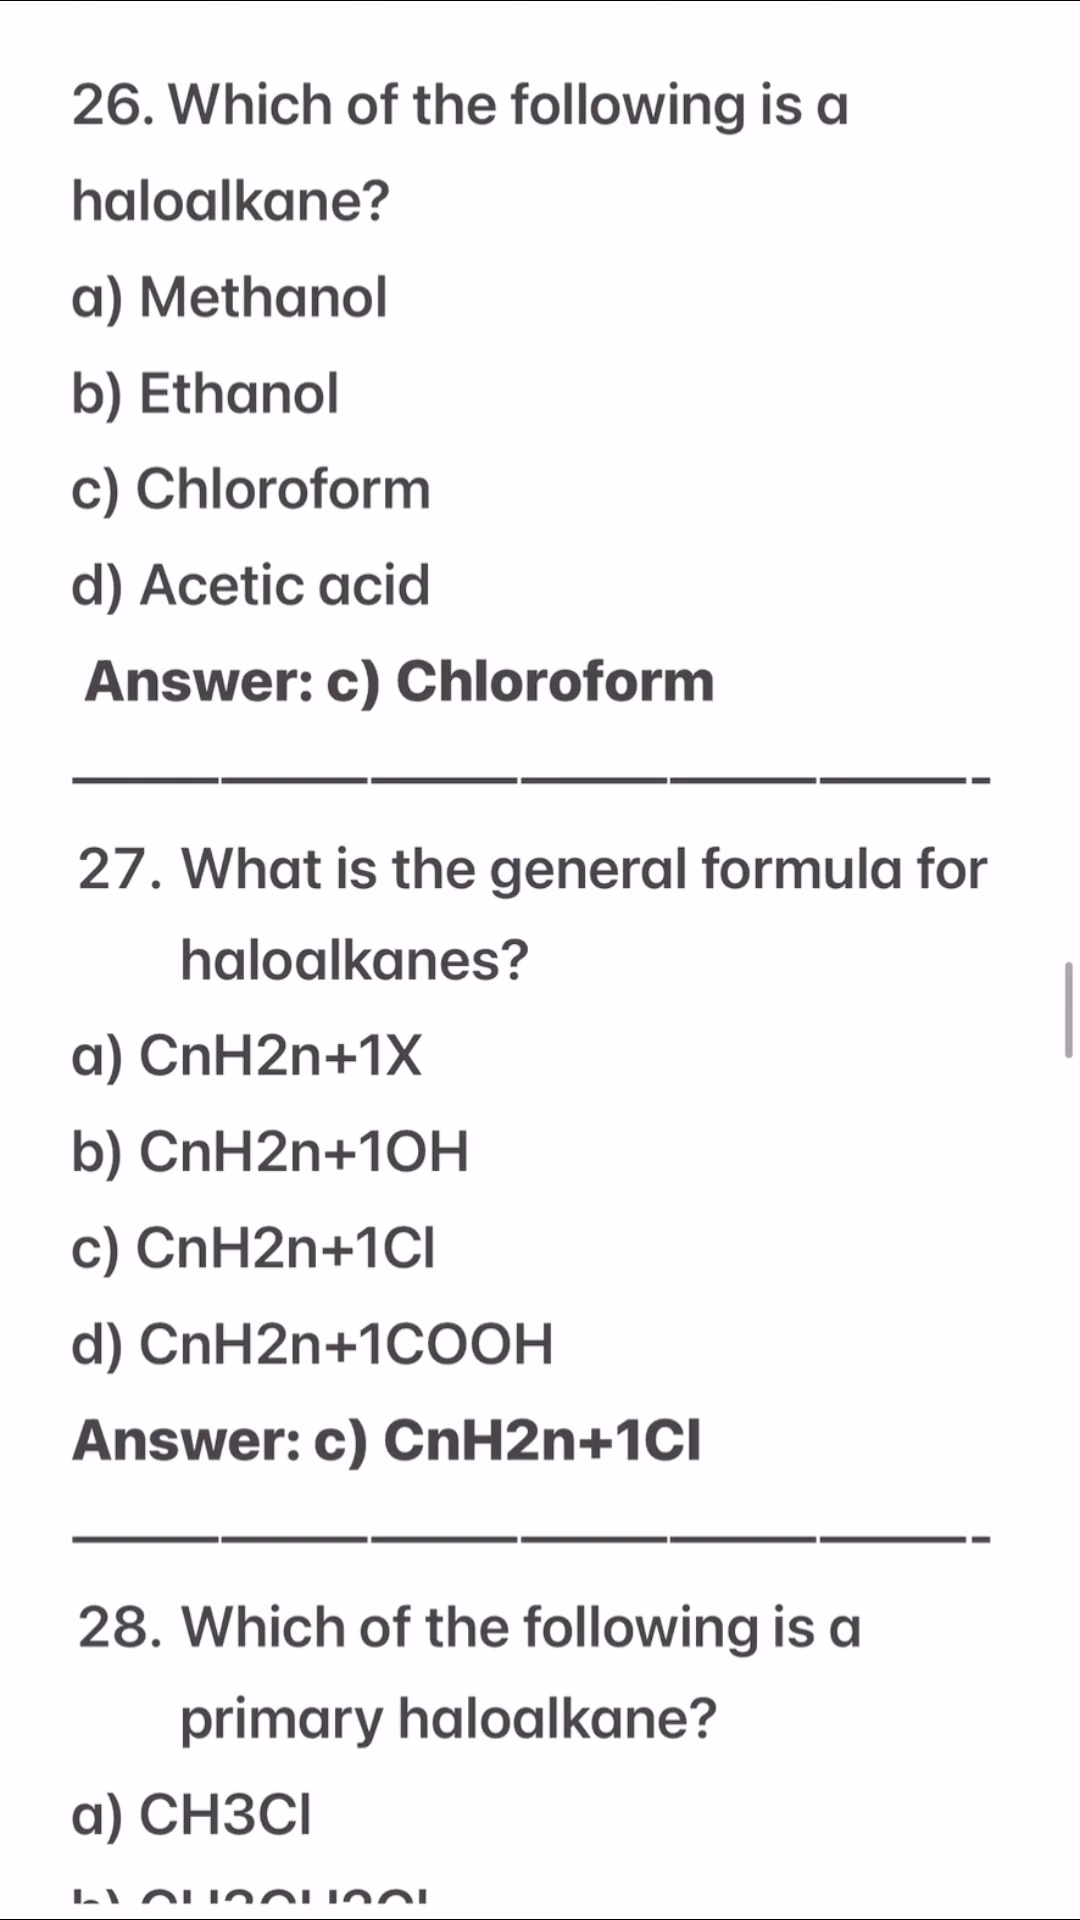 26. Which of the following is a
haloalkane?
a) Methanol
b) Ethanol
c) Chloroform
d) Acetic acid
Answer: c) Chloroform
——————————————————-
27. What is the general formula for
haloalkanes?
a) CnH2n+1X
b) CnH2n+1OH
c) CnH2n+1Cl
d) CnH2n+1COOH
Answer: c) CnH2n+1Cl
——————————————————-
28. Which of the following is a
primary haloalkane?
a) CH3Cl